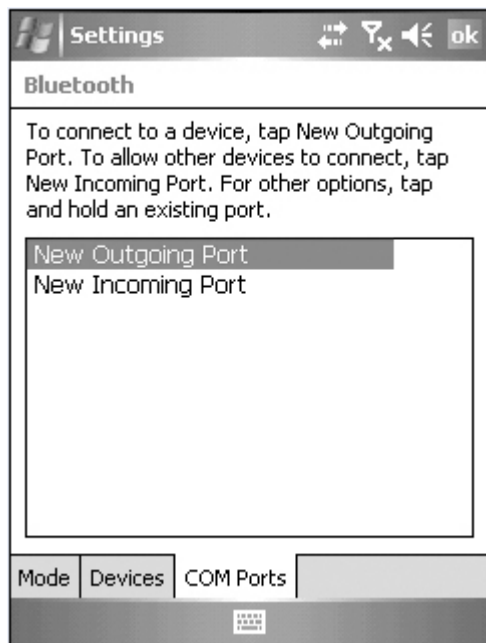 Settings
ok
Bluetooth
To connect to a device, tap New Outgoing
Port. To allow other devices to connect, tap
New Incoming Port. For other options, tap
and hold an existing port.
New Outgoing Port
New Incoming Port
Mode Devices COM Ports